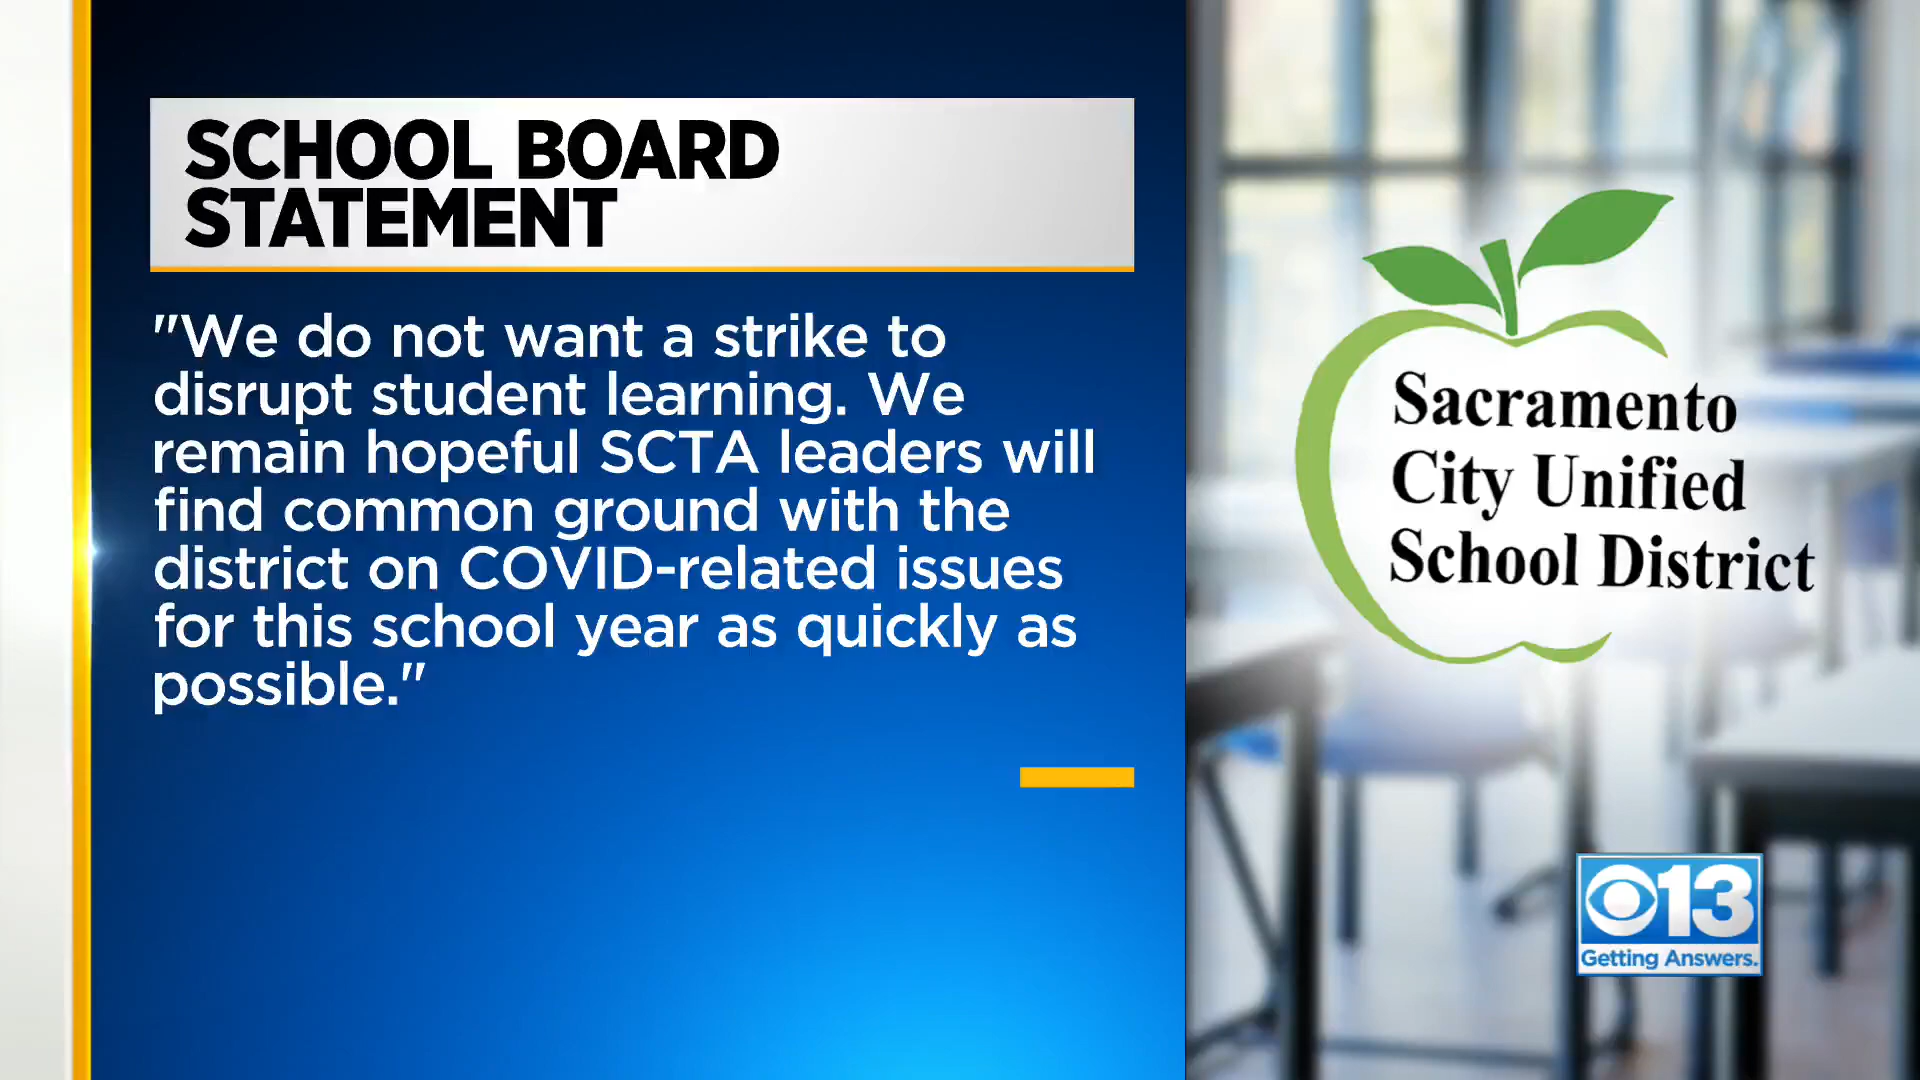 SCHOOL BOARD
STATEMENT
"We do not want a strike to
disrupt student learning. We
remain hopeful SCTA leaders will
find common ground with the
district on COVID-related issues
for this school year as quickly as
possible."
Sacramento
City Unified
School District
13
Getting Answers.